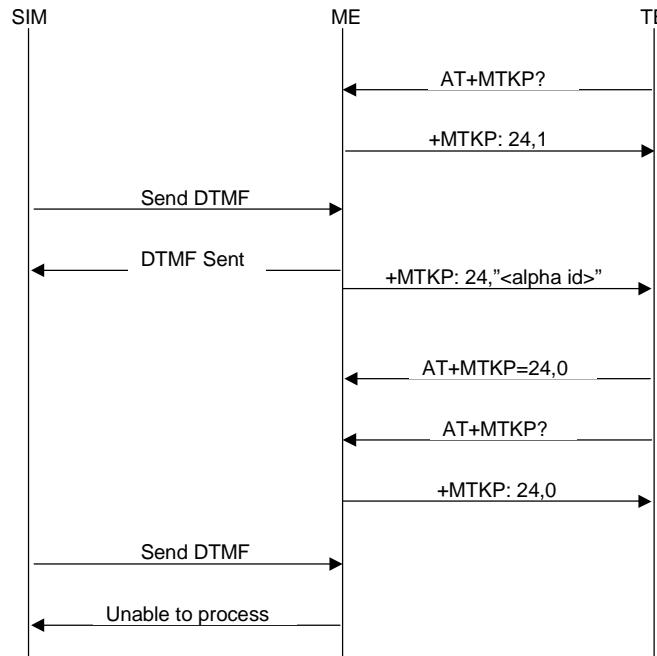 SIM ME TE
AT+MTKP?
+MTKP: 24,1
Send DTMF
DTMF Sent
+MTKP: 24,”<alpha id>”
AT+MTKP=24,0
AT+MTKP?
+MTKP: 24,0
Send DTMF
Unable to process